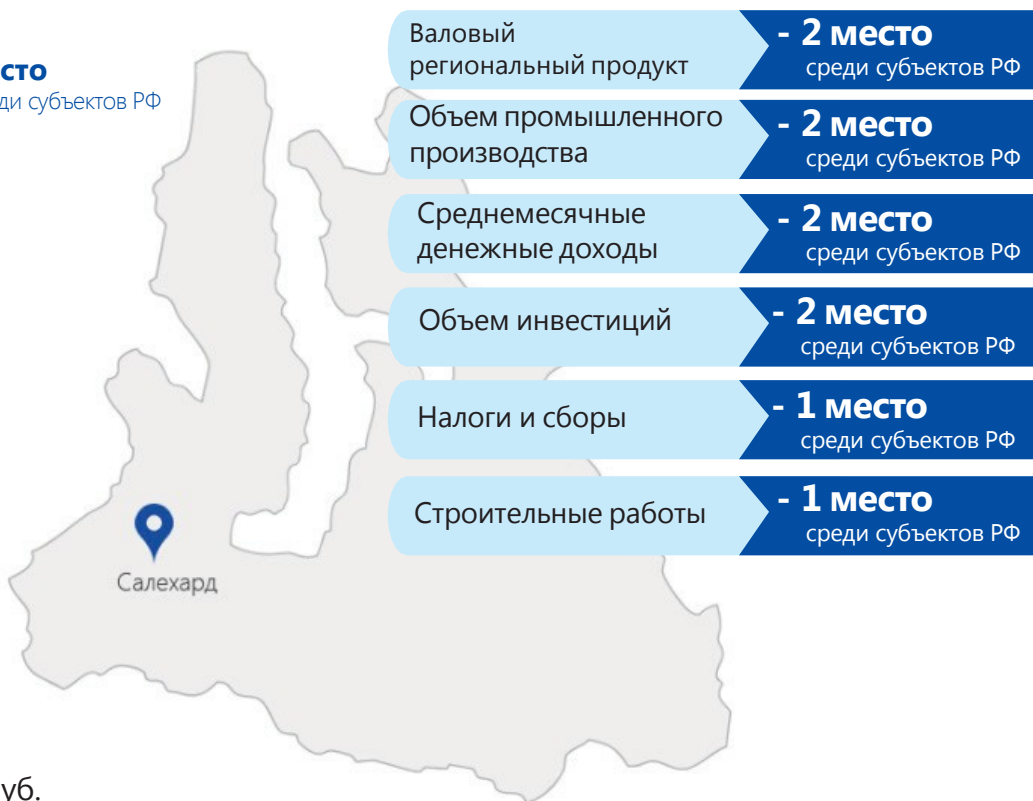 сто
ди субъектов РФ
Валовый
региональный продукт
- 2 место
среди субъектов РФ
Объем промышленного
производства
- 2 место
среди субъектов РФ
Среднемесячные
денежные доходы
- 2 место
среди субъектов РФ
Объем инвестиций
- 2 место
среди субъектов РФ
Налоги и сборы
- 1 место
среди субъектов РФ
Строительные работы
- 1 место
среди субъектов РФ
Салехард
уб.